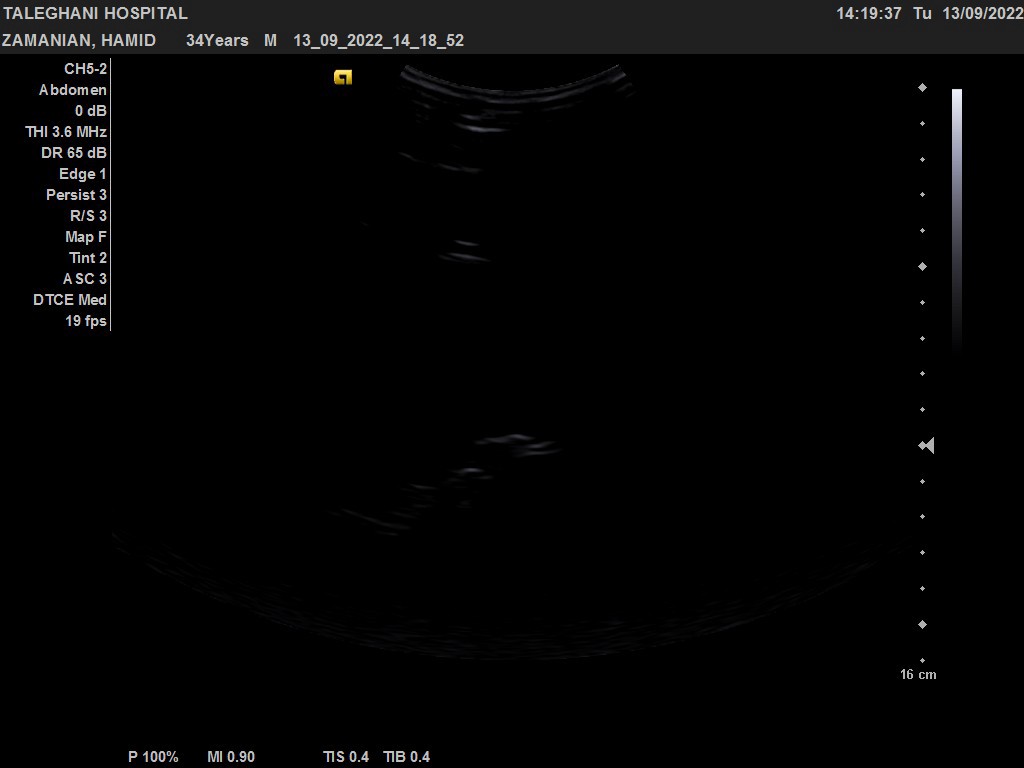 TALEGHANI HOSPITAL 14:19:37 Tu 13/09/2022
ZAMANIAN, HAMID 34Years M 13_09_2022_14_18_52
CH5-2
Abdomen
0 dB
THI 3.6 MHz
DR 65 dB
Edge 1
Persist 3
R/S 3
Map F
Tint 2
ASC 3
DTCE Med
19 fps
16 cm
P 100% MI 0.90 TIS 0.4 TIB 0.4